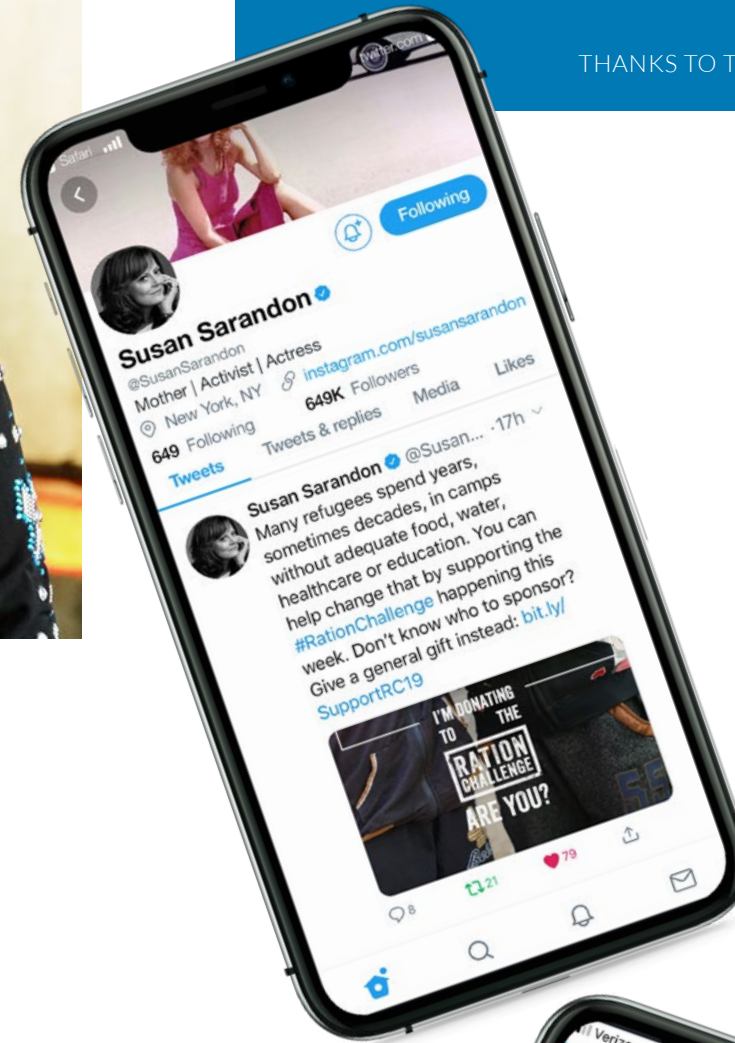 THANKS TO T
twitter.com
Safari
Following
Susan Sarandon
@SusanSarandon
Mother | Activist | Actress
New York, NY instagram.com/susansarandon
649 Following 649K Followers
Tweets Tweets & replies Media Likes
Susan Sarandon @Susan... · 17h
Many refugees spend years,
sometimes decades, in camps
without adequate food, water,
healthcare or education. You can
help change that by supporting the
#RationChallenge happening this
week. Don't know who to sponsor?
Give a general gift instead: bit.ly/
SupportRC19
I'M DONATING
TO THE
RATION
CHALLENGE
ARE YOU?
55
8 21 79